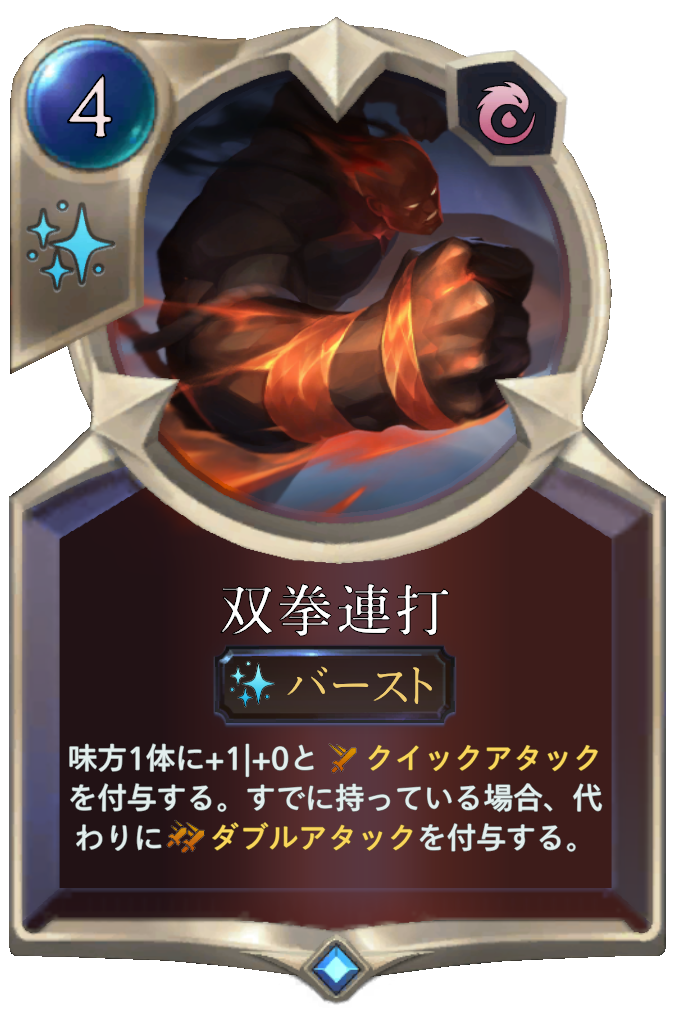 4
双拳連打
バースト
味方1体に+1|+0と クイックアタック
を付与する。すでに持っている場合、代
わりに ダブルアタックを付与する。